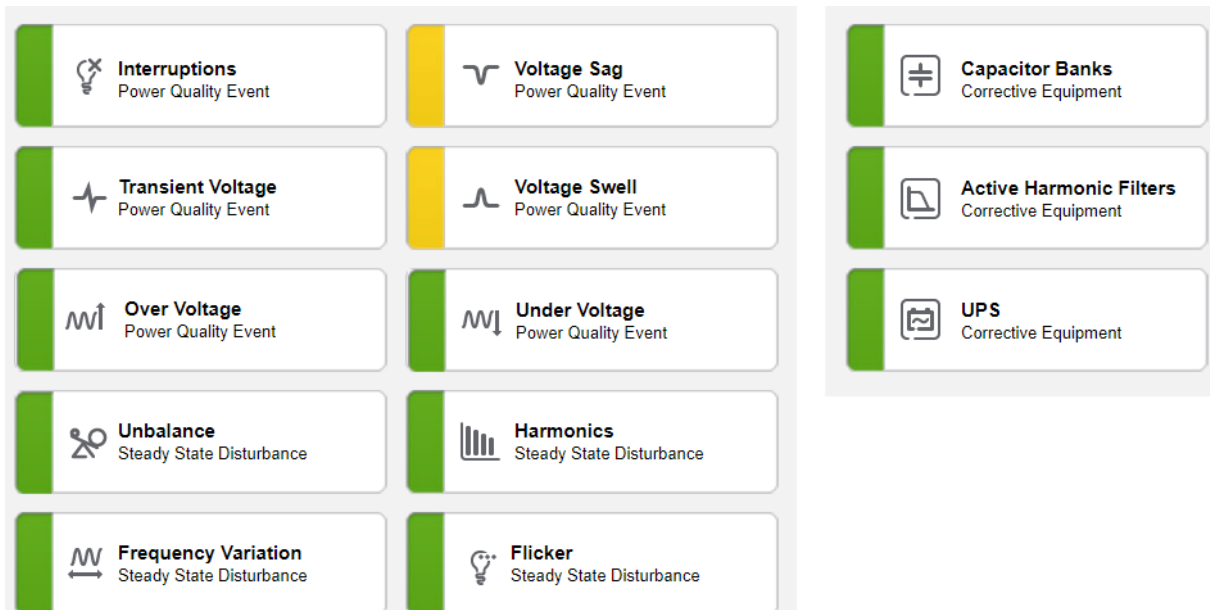 Interruptions
Power Quality Event
Voltage Sag
Power Quality Event
Capacitor Banks
Corrective Equipment
Transient Voltage
Power Quality Event
Voltage Swell
Power Quality Event
Active Harmonic Filters
Corrective Equipment
Over Voltage
Power Quality Event
Under Voltage
Power Quality Event
UPS
Corrective Equipment
Unbalance
Steady State Disturbance
Harmonics
Steady State Disturbance
Frequency Variation
Steady State Disturbance
Flicker
Steady State Disturbance